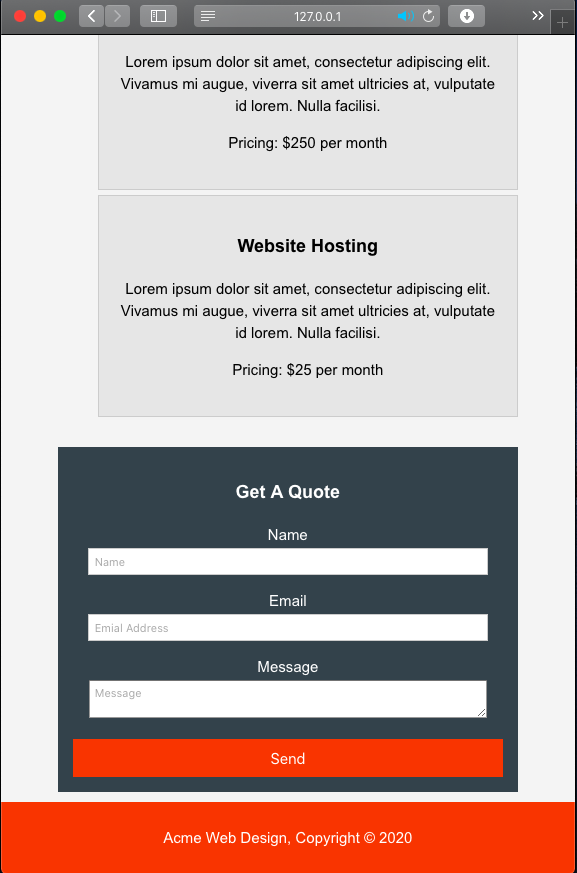 127.0.0.1
Lorem ipsum dolor sit amet, consectetur adipiscing elit.
Vivamus mi augue, viverra sit amet ultricies at, vulputate
id lorem. Nulla facilisi.
Pricing: $250 per month
Website Hosting
Lorem ipsum dolor sit amet, consectetur adipiscing elit.
Vivamus mi augue, viverra sit amet ultricies at, vulputate
id lorem. Nulla facilisi.
Pricing: $25 per month
Get A Quote
Name
Name
Email
Emial Address
Message
Message
Send
Acme Web Design, Copyright © 2020